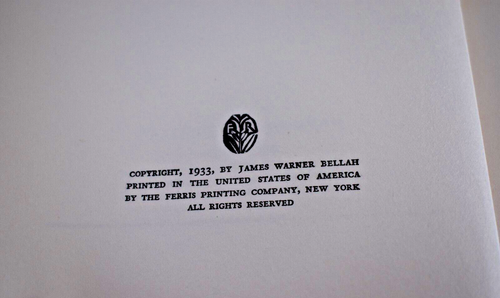 F R
COPYRIGHT, 1933, BY JAMES WARNER BELLAH
PRINTED IN THE UNITED STATES OF AMERICA
BY THE FERRIS PRINTING COMPANY, NEW YORK
ALL RIGHTS RESERVED